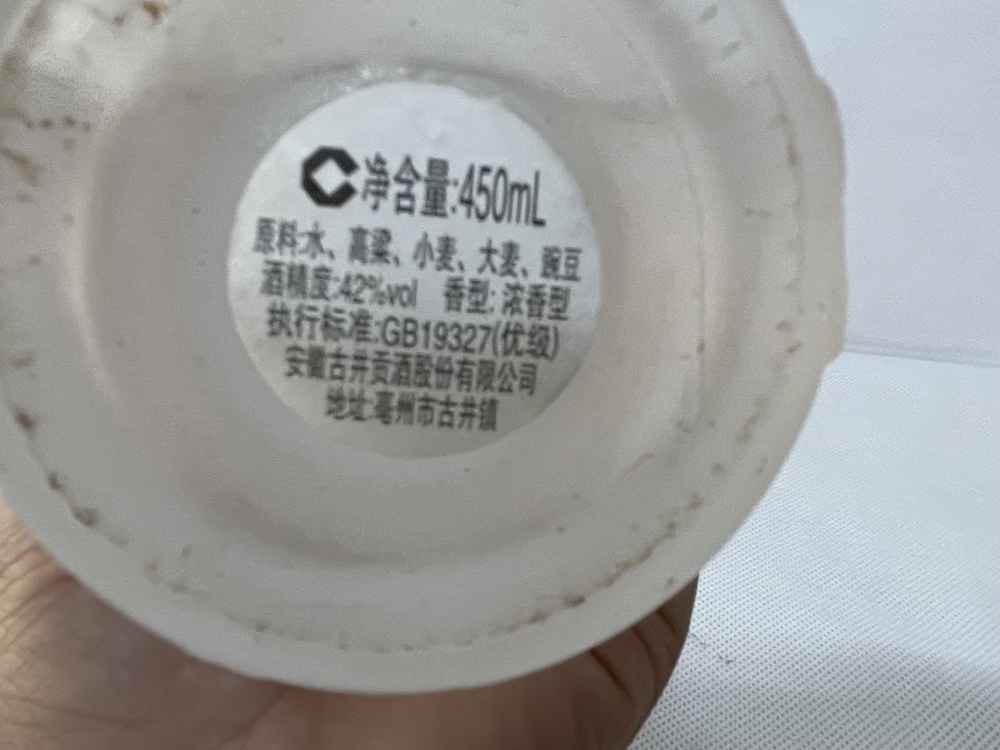 净含量:450mL
原料:水、高粱、小麦、大麦、豌豆
酒精度:42%vol 香型: 浓香型
执行标准:GB19327(优级)
安徽古井贡酒股份有限公司
地址:亳州市古井镇